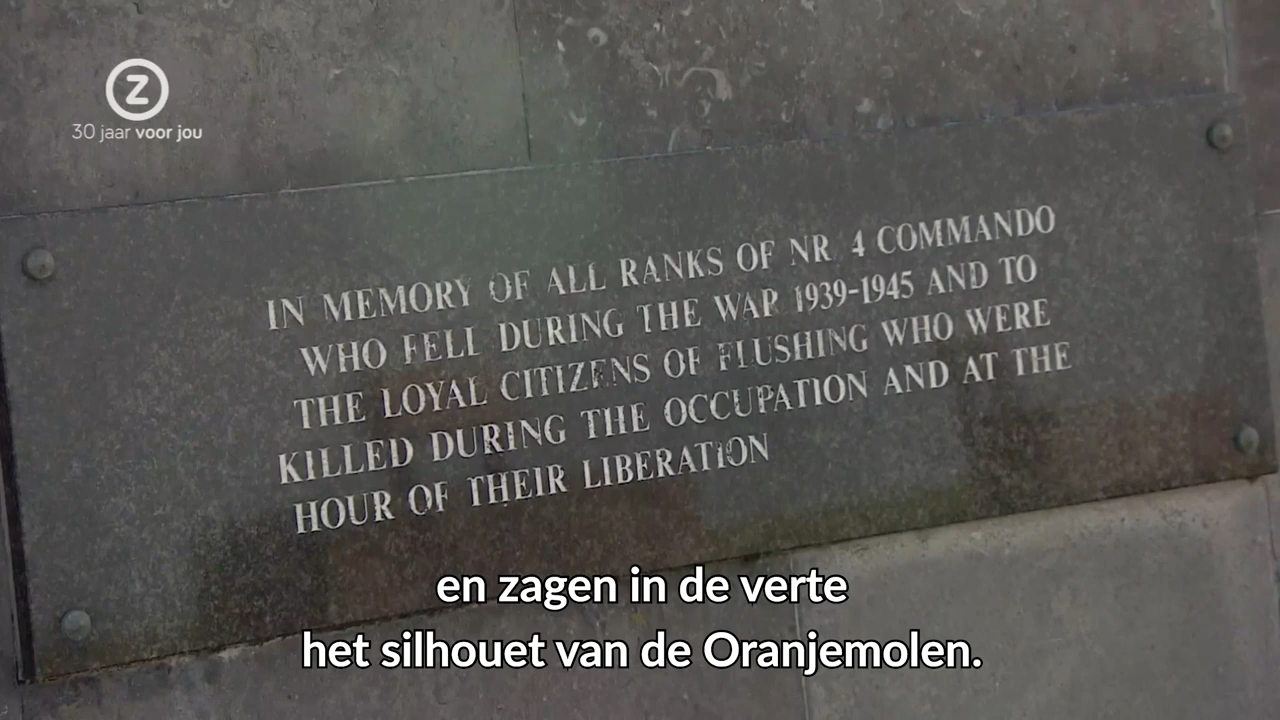 Z
30 jaar voor jou
IN MEMORY OF ALL RANKS OF NR 4 COMMANDO
WHO FELL DURING THE WAR 1939-1945 AND TO
THE LOYAL CITIZENS OF FLUSHING WHO WERE
KILLED DURING THE OCCUPATION AND AT THE
HOUR OF THEIR LIBERATION
en zagen in de verte
het silhouet van de Oranjemolen.